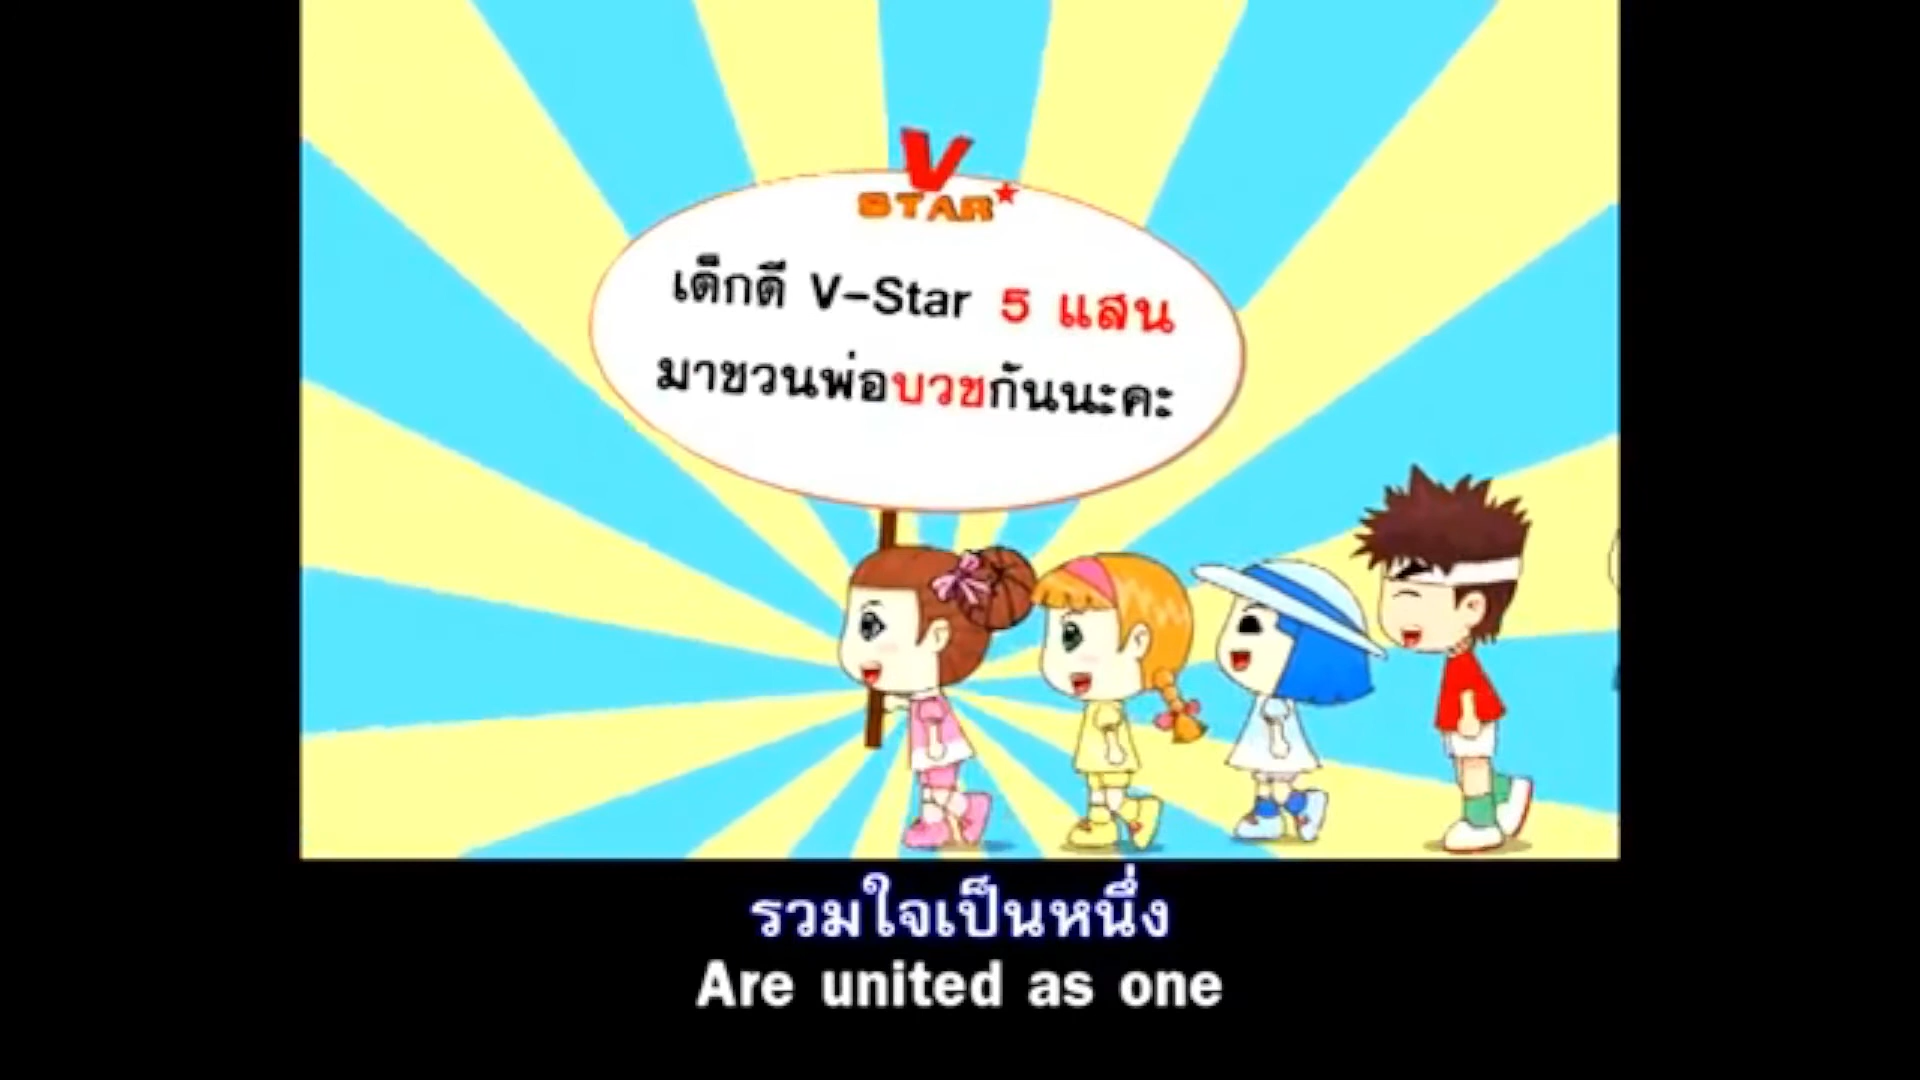 V
STAR
เด็กดี V-Star 5 แสน
มาชวนพ่อบวชกันนะคะ
รวมใจเป็นหนึ่ง
Are united as one